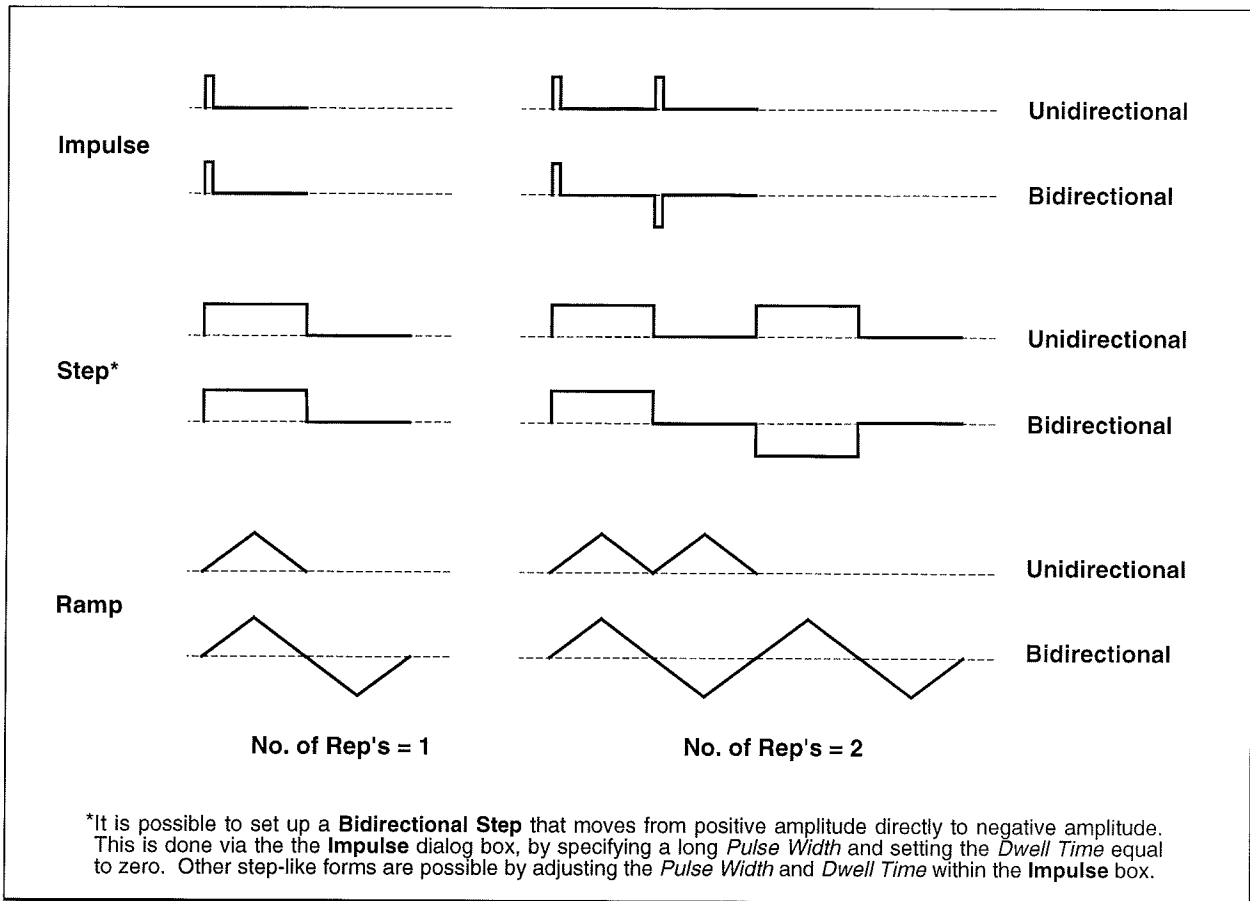 Unidirectional
Impulse
Bidirectional
Unidirectional
Step*
Bidirectional
Unidirectional
Ramp
Bidirectional
No. of Rep's = 1 No. of Rep's = 2
*It is possible to set up a Bidirectional Step that moves from positive amplitude directly to negative amplitude.
This is done via the the Impulse dialog box, by specifying a long Pulse Width and setting the Dwell Time equal
to zero. Other step-like forms are possible by adjusting the Pulse Width and Dwell Time within the Impulse box.